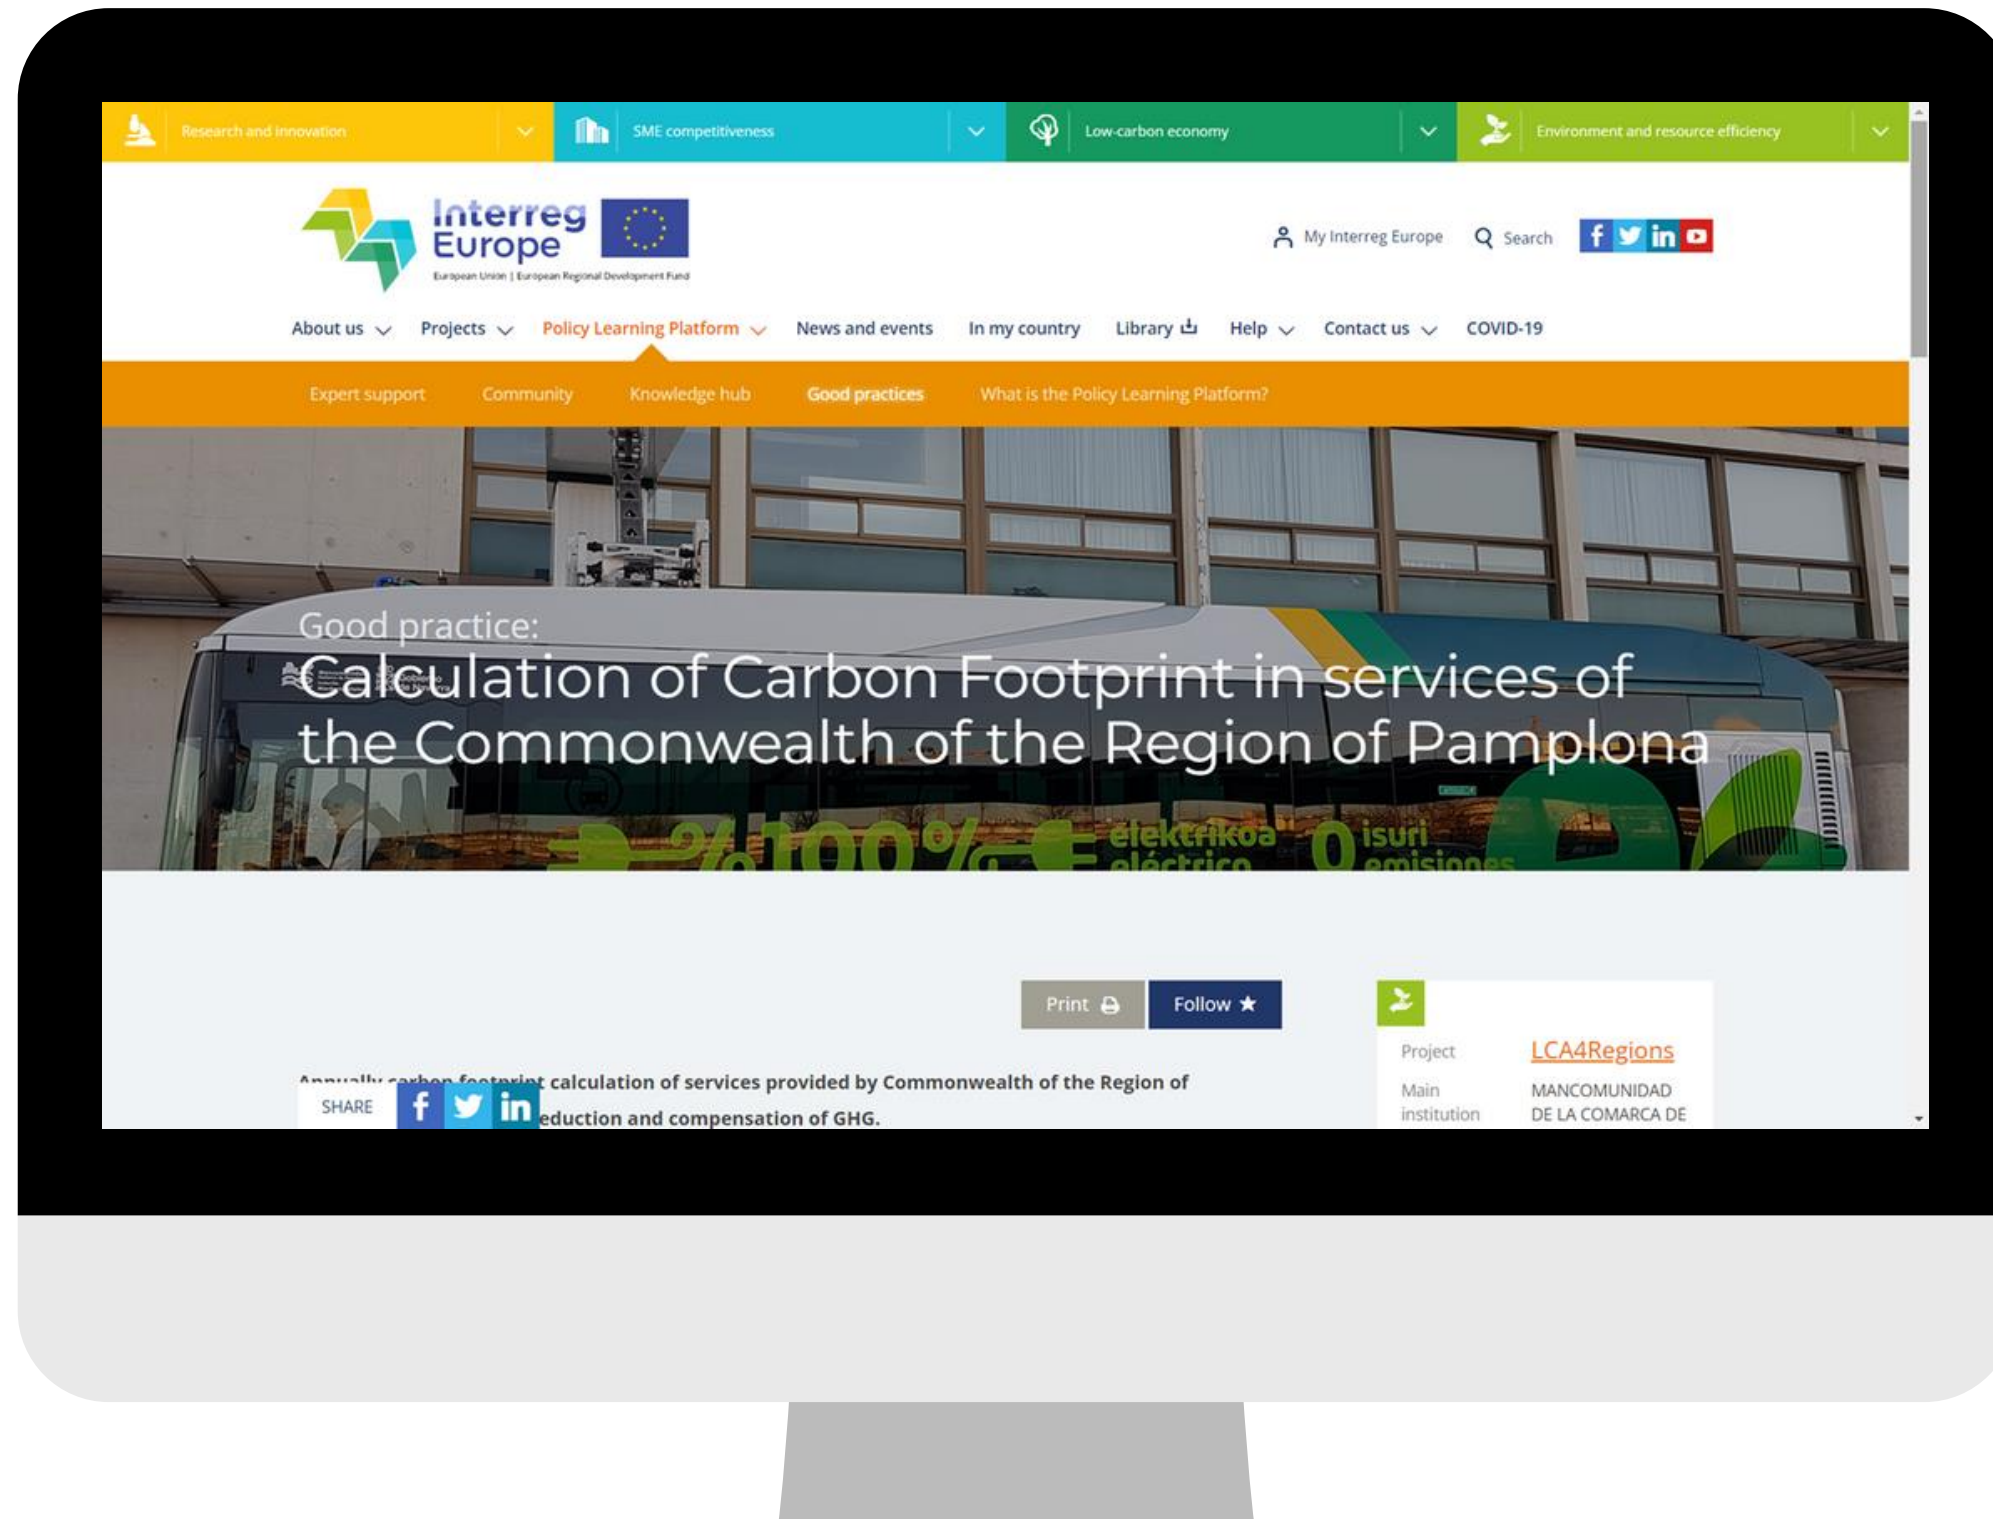 Research and innovation
SME competitiveness
Low-carbon economy
Environment and resource efficiency
Interreg
Europe
European Union | European Regional Development Fund
My Interreg Europe
Search
About us
Projects
Policy Learning Platform
News and events
In my country
Library
Help
Contact us
COVID-19
Expert support
Community
Knowledge hub
Good practices
What is the Policy Learning Platform?
Good practice:
Calculation of Carbon Footprint in services of
the Commonwealth of the Region of Pamplona
%100%
elektrikoa
eléctrico
0
isuri
emisiones
Print
Follow
Annually carbon footprint calculation of services provided by Commonwealth of the Region of
eduction and compensation of GHG.
SHARE
Project
LCA4Regions
Main
institution
MANCOMUNIDAD
DE LA COMARCA DE